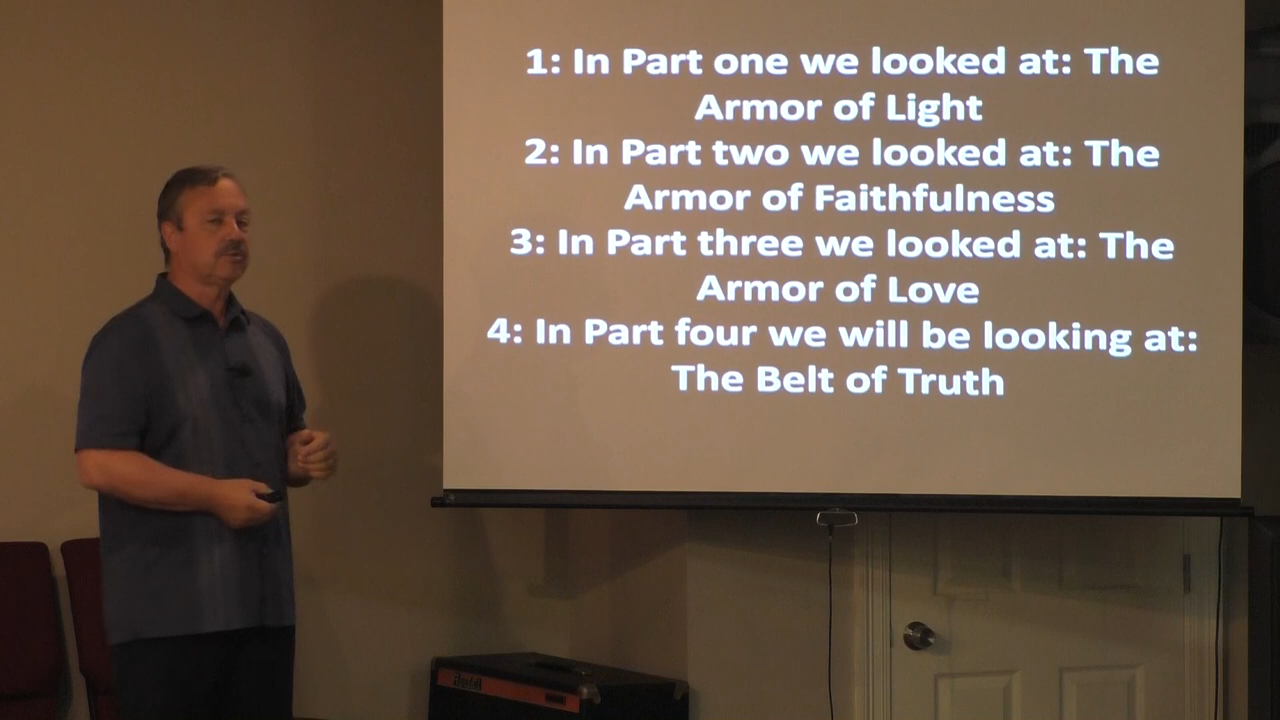 1: In Part one we looked at: The
Armor of Light
2: In Part two we looked at: The
Armor of Faithfulness
3: In Part three we looked at: The
Armor of Love
4: In Part four we will be looking at:
The Belt of Truth